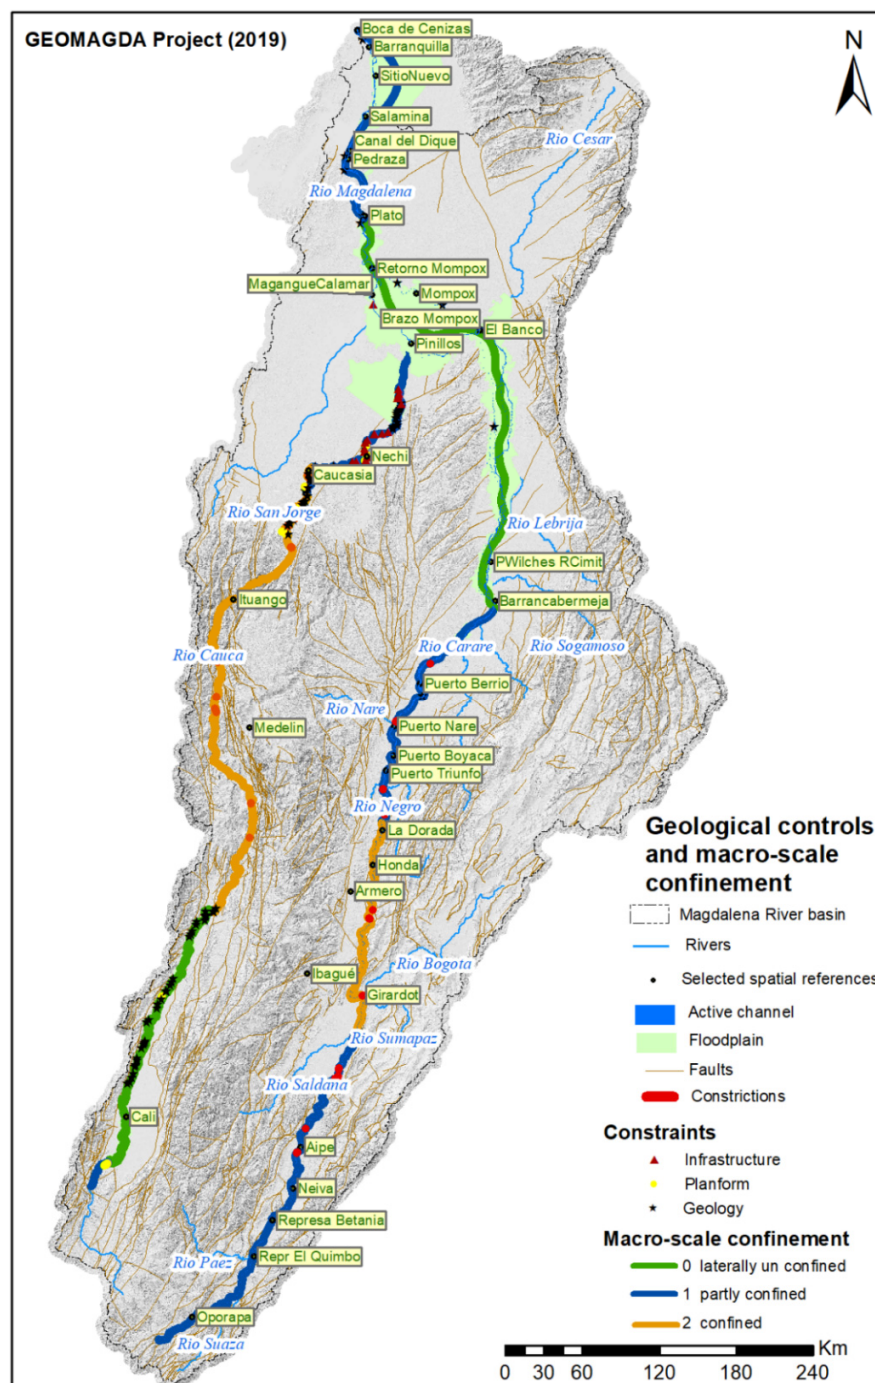 GEOMAGDA Project (2019)
N
Boca de Cenizas
Barranquilla
SitioNuevo
Salamina
Canal del Dique
Pedraza
Rio Cesar
Rio Magdalena
Plato
Retorno Mompox
MagangueCalamar
Mompox
Brazo Mompox
El Banco
Pinillos
Nechi
Caucasia
Rio San Jorge
Rio Lebrija
PWilches RCimit
Ituango
Barrancabermeja
Rio Cauca
Rio Carare
Rio Sogamoso
Puerto Berrio
Rio Nare
Medelin
Puerto Nare
Puerto Boyaca
Puerto Triunfo
Rio Negro
La Dorada
Honda
Armero
Rio Bogota
Ibagué
Girardot
Rio Sumapaz
Rio Saldana
Cali
Aipe
Neiva
Represa Betania
Rio Paez
Repr El Quimbo
Oporapa
Rio Suaza
Geological controls
and macro-scale
confinement
Magdalena River basin
Rivers
Selected spatial references
Active channel
Floodplain
Faults
Constrictions
Constraints
Infrastructure
Planform
Geology
Macro-scale confinement
0 laterally un confined
1 partly confined
2 confined
Km
0 30 60 120 180 240